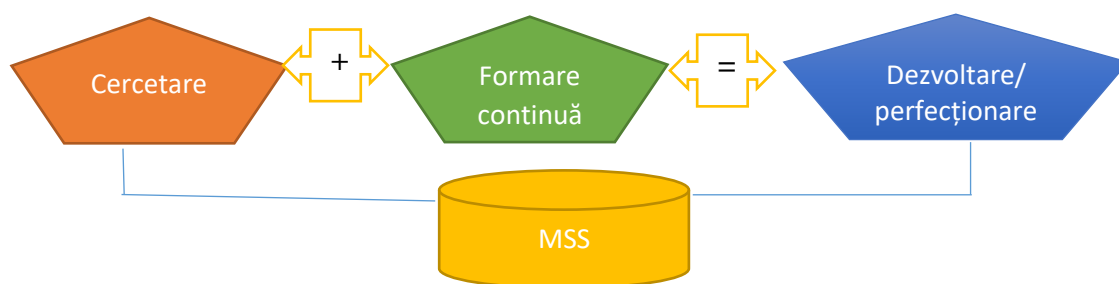 Cercetare
+
Formare
continuă
=
Dezvoltare/
perfecționare
MSS